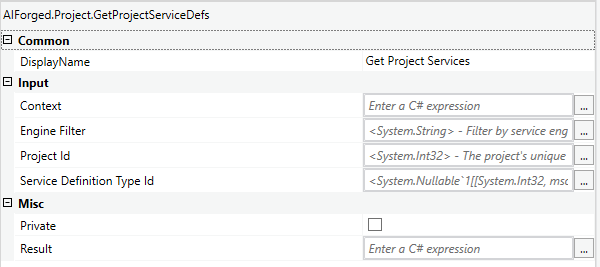 AIForged.Project.GetProjectServiceDefs
Common
DisplayName Get Project Services
Input
Context Enter a C# expression ...
Engine Filter <System.String> - Filter by service eng ...
Project Id <System.Int32> - The project's unique ...
Service Definition Type Id <System.Nullable`1[[System.Int32, msc ...
Misc
Private
Result Enter a C# expression ...